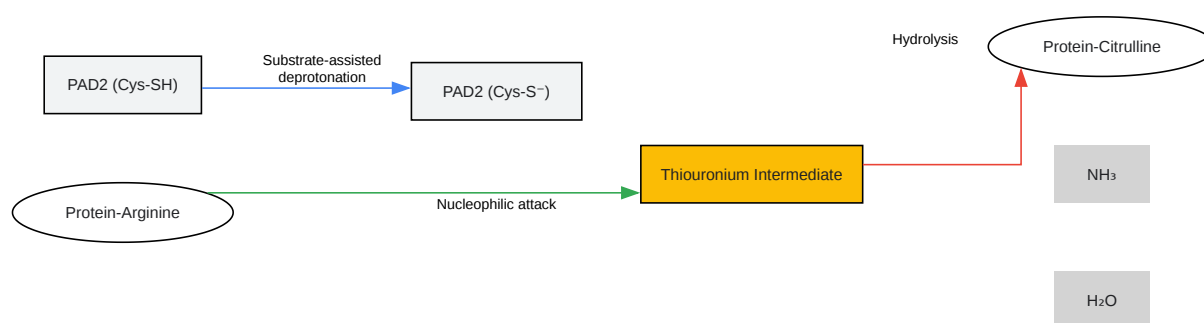 Hydrolysis
Protein-Citrulline
Substrate-assisted
deprotonation
PAD2 (Cys-SH)
PAD2 (Cys-S⁻)
Thiouronium Intermediate
NH₃
Protein-Arginine
Nucleophilic attack
H₂O